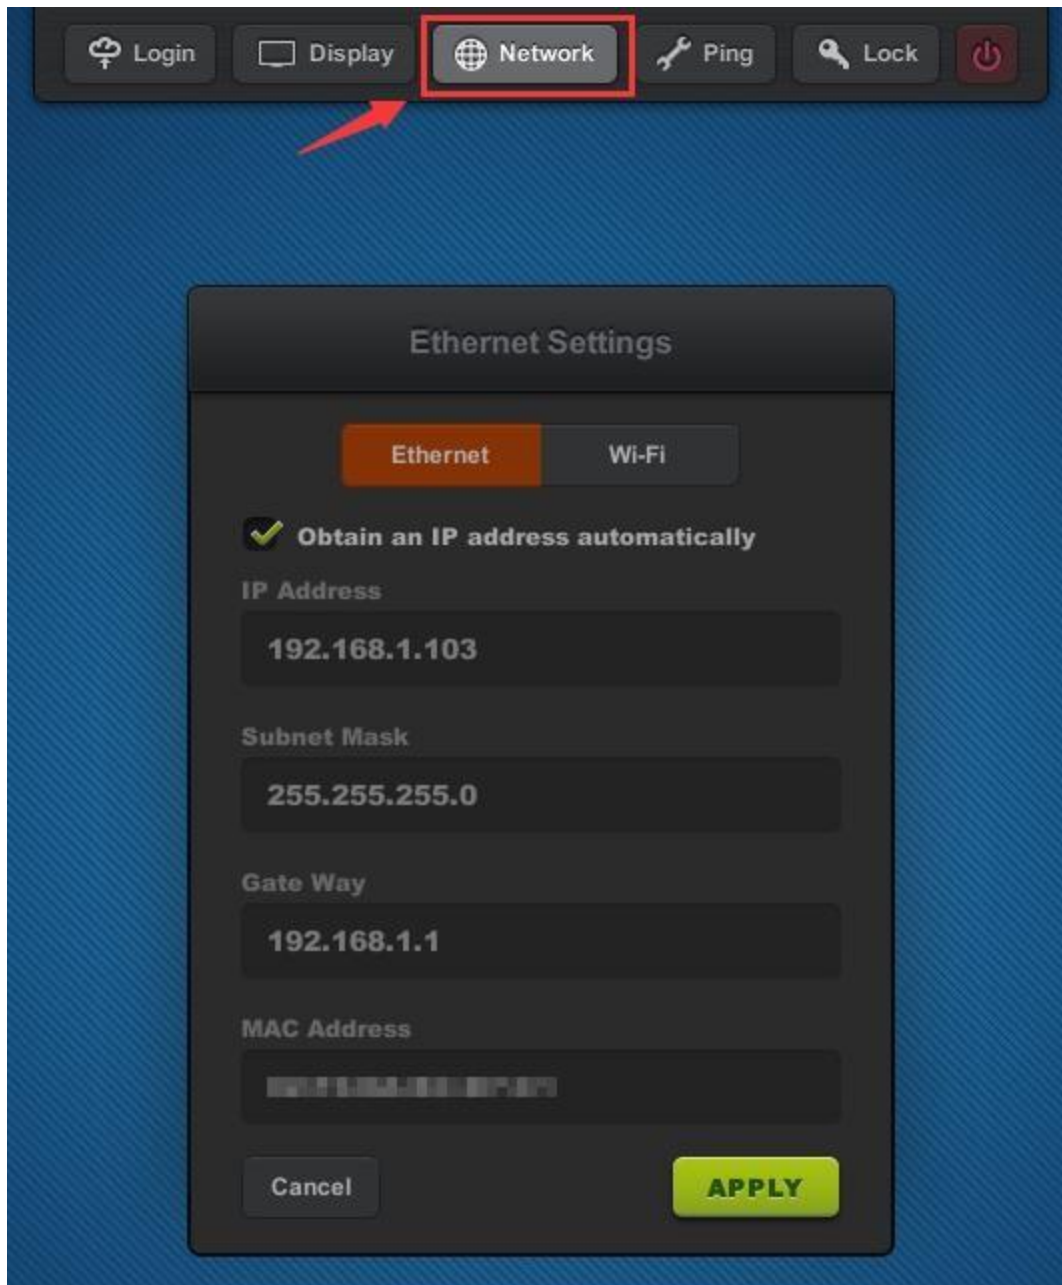 Login Display Network Ping Lock
Ethernet Settings
Ethernet Wi-Fi
Obtain an IP address automatically
IP Address
192.168.1.103
Subnet Mask
255.255.255.0
Gate Way
192.168.1.1
MAC Address
Cancel APPLY